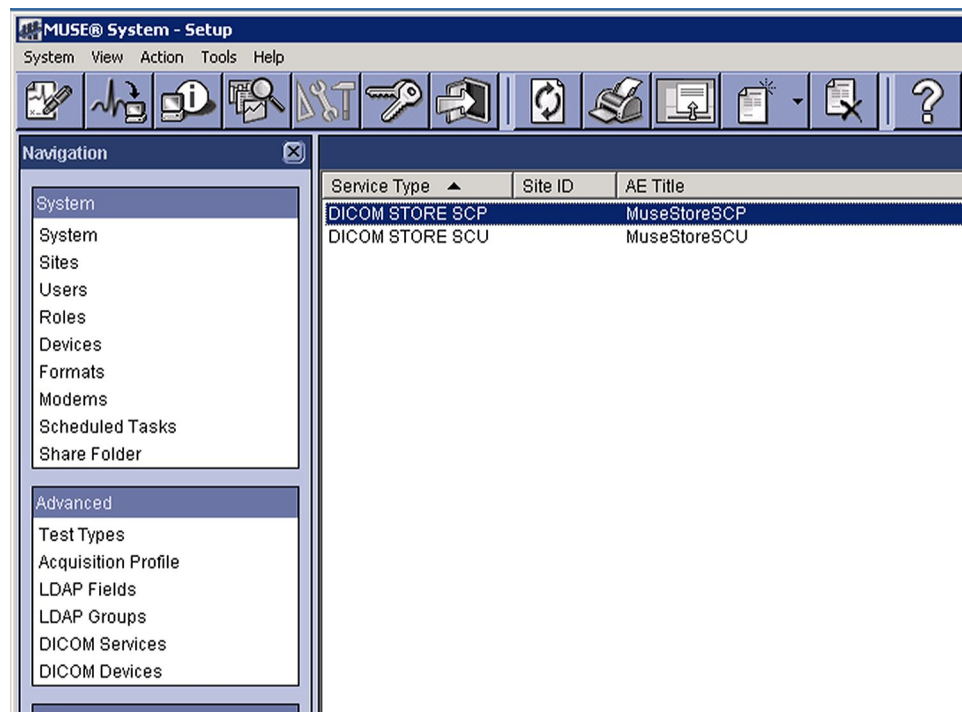 MUSE® System - Setup
System View Action Tools Help
Navigation
System
System
Sites
Users
Roles
Devices
Formats
Modems
Scheduled Tasks
Share Folder
Advanced
Test Types
Acquisition Profile
LDAP Fields
LDAP Groups
DICOM Services
DICOM Devices
Service Type Site ID AE Title
DICOM STORE SCP MuseStoreSCP
DICOM STORE SCU MuseStoreSCU